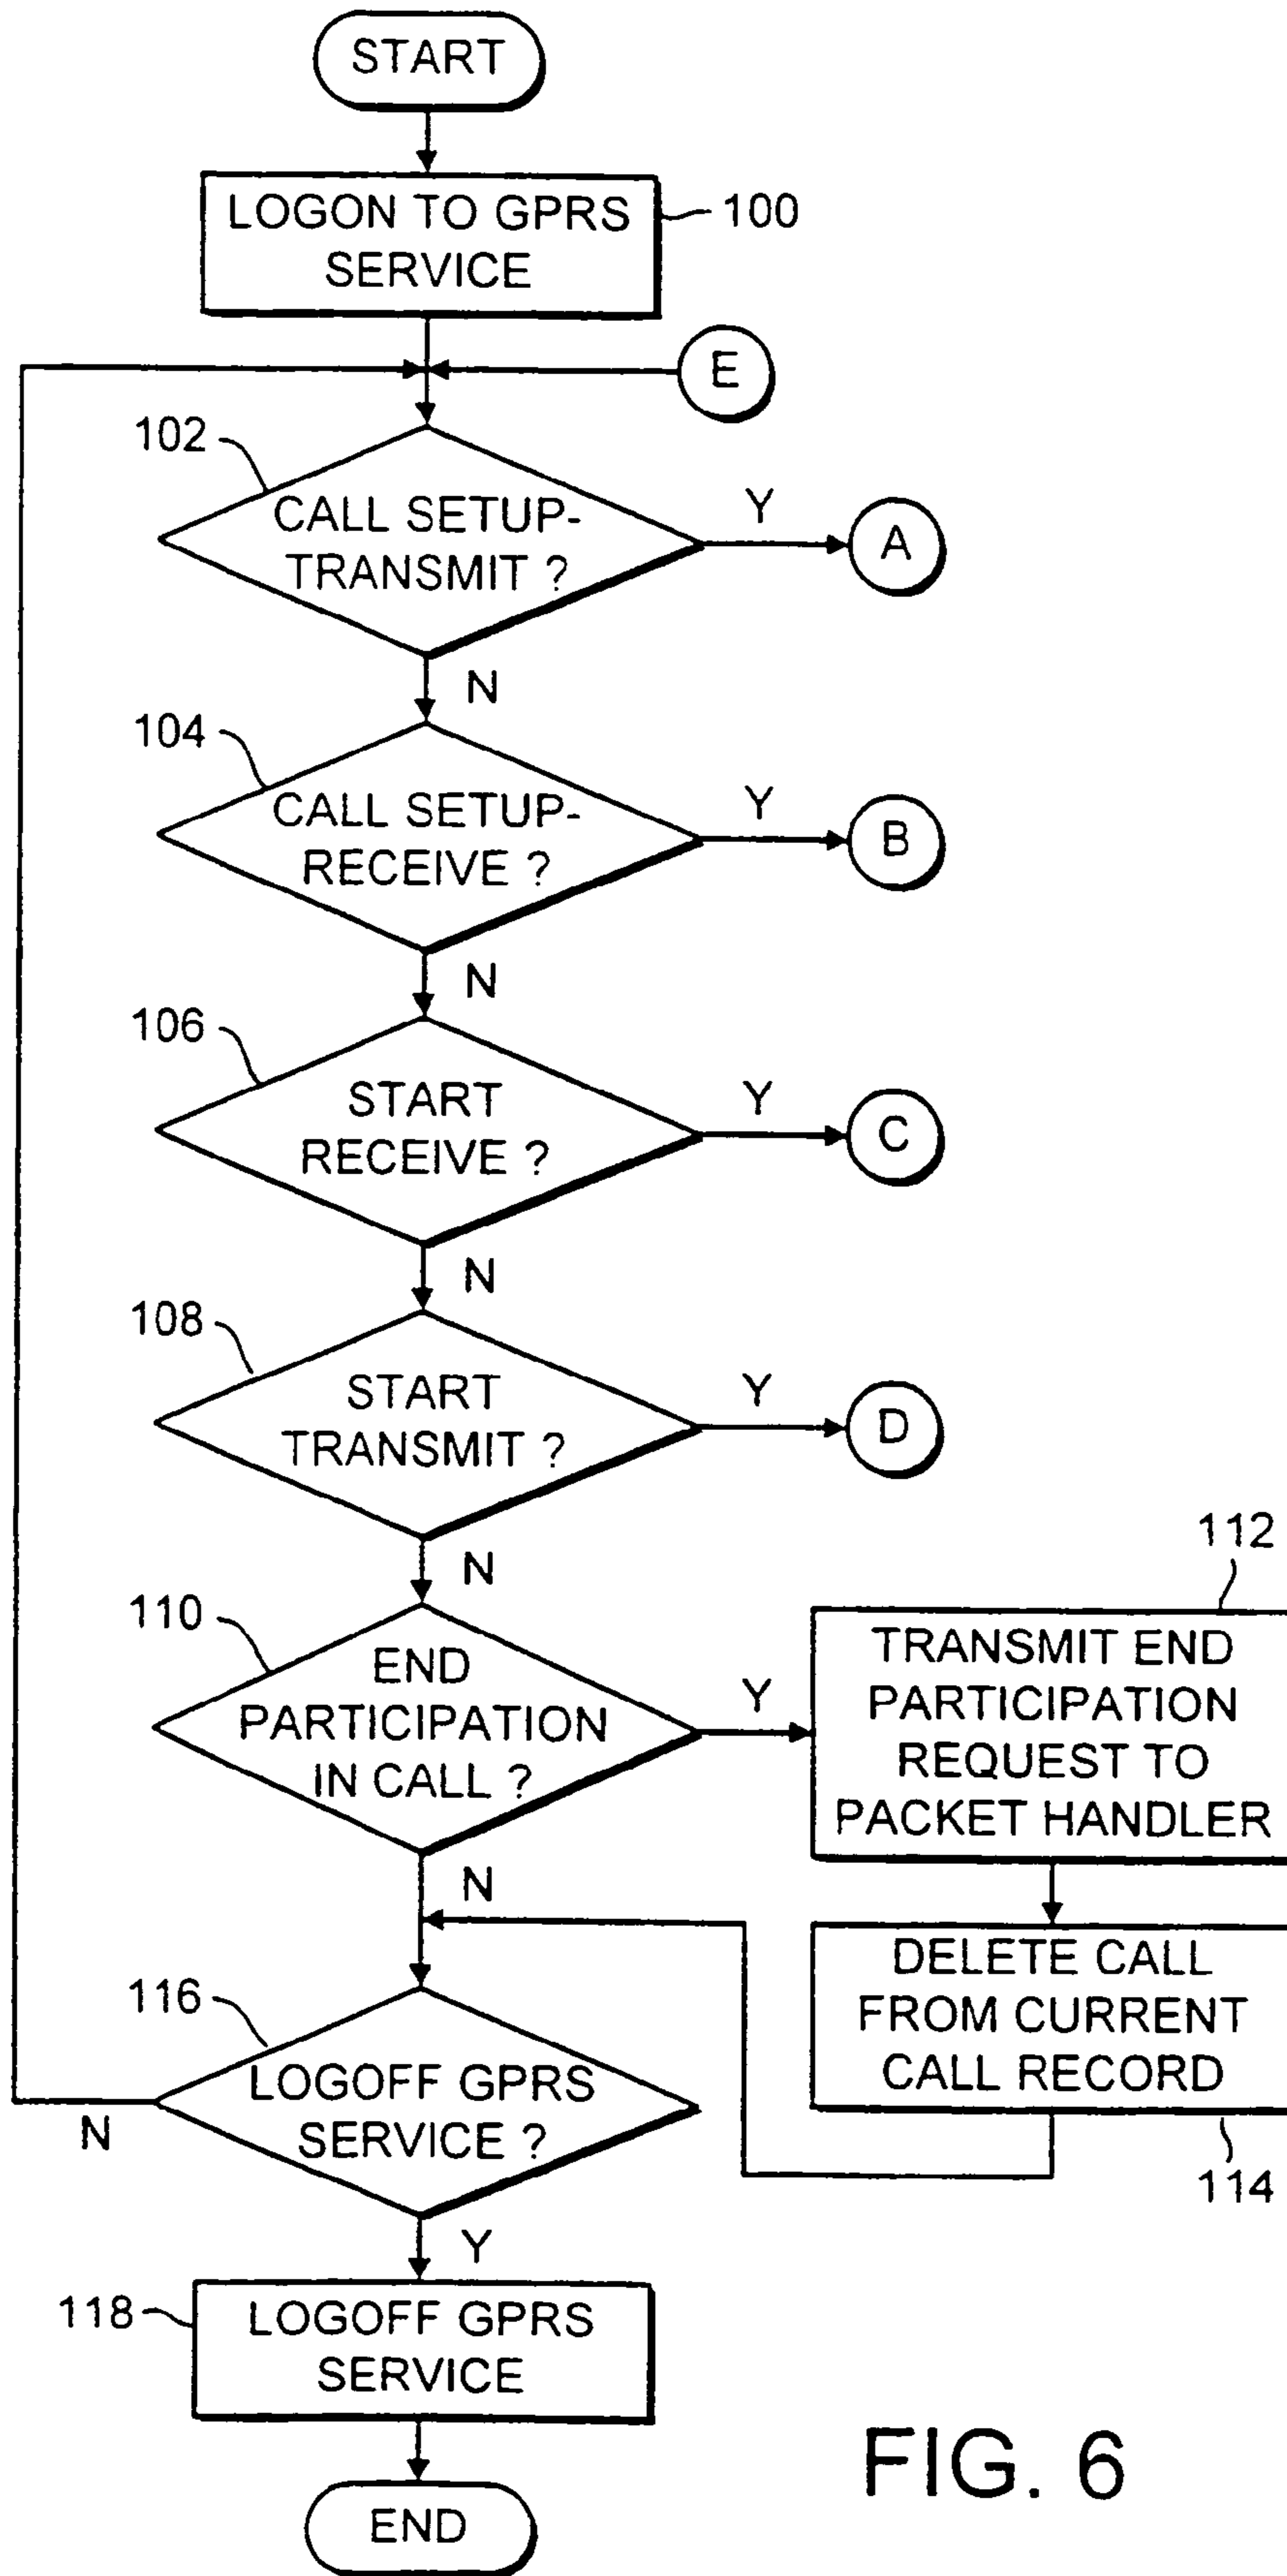 START
LOGON TO GPRS
SERVICE
100
E
102
CALL SETUP-
TRANSMIT ?
Y
A
N
104
CALL SETUP-
RECEIVE ?
Y
B
N
106
START
RECEIVE ?
Y
C
N
108
START
TRANSMIT ?
Y
D
N
110
END
PARTICIPATION
IN CALL ?
Y
112
TRANSMIT END
PARTICIPATION
REQUEST TO
PACKET HANDLER
N
DELETE CALL
FROM CURRENT
CALL RECORD
114
116
LOGOFF GPRS
SERVICE ?
N
Y
118
LOGOFF GPRS
SERVICE
END
FIG. 6